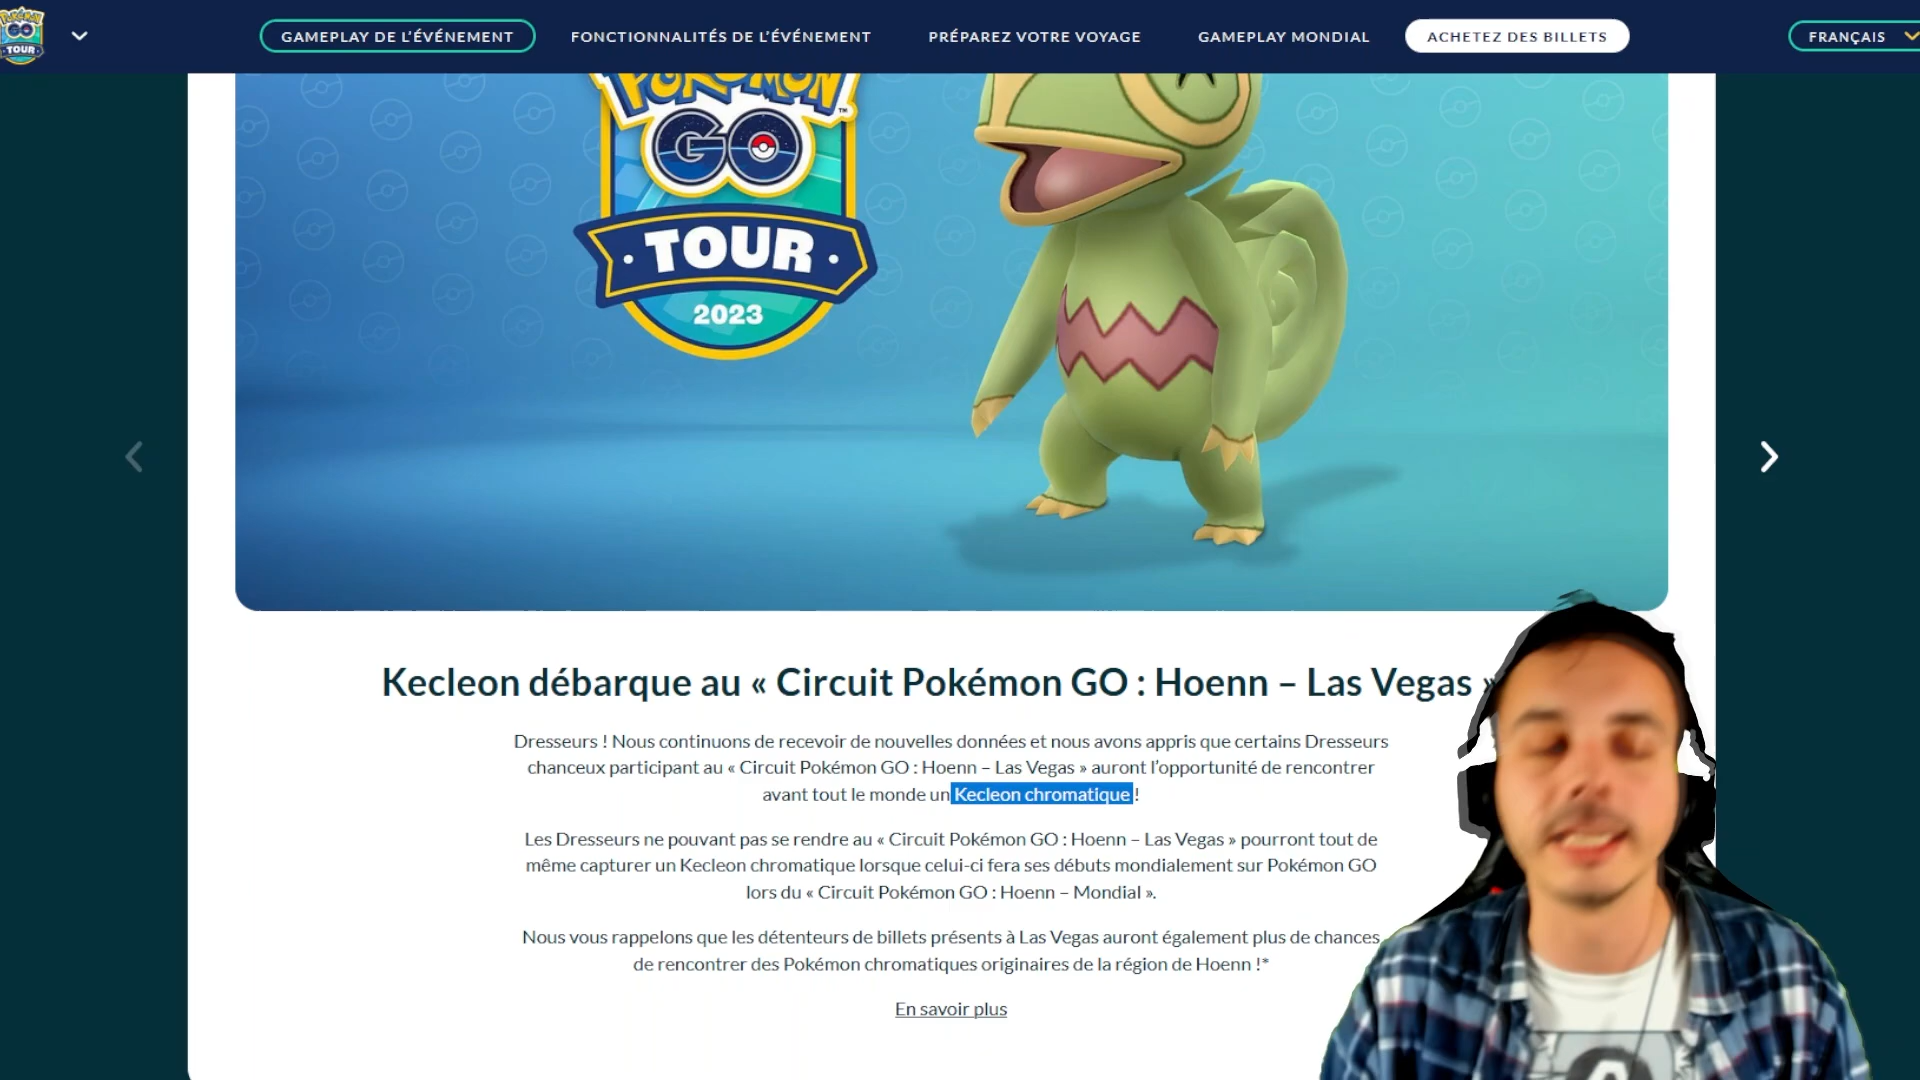 POKÉMON
GO
TOUR
GAMEPLAY DE L’ÉVÉNEMENT
FONCTIONNALITÉS DE L’ÉVÉNEMENT
PRÉPAREZ VOTRE VOYAGE
GAMEPLAY MONDIAL
ACHETEZ DES BILLETS
FRANÇAIS
POKÉMON
GO
• TOUR •
2023
Kecleon débarque au « Circuit Pokémon GO : Hoenn – Las Vegas »
Dresseurs ! Nous continuons de recevoir de nouvelles données et nous avons appris que certains Dresseurs
chanceux participant au « Circuit Pokémon GO : Hoenn – Las Vegas » auront l’opportunité de rencontrer
avant tout le monde un Kecleon chromatique !
Les Dresseurs ne pouvant pas se rendre au « Circuit Pokémon GO : Hoenn – Las Vegas » pourront tout de
même capturer un Kecleon chromatique lorsque celui-ci fera ses débuts mondialement sur Pokémon GO
lors du « Circuit Pokémon GO : Hoenn – Mondial ».
Nous vous rappelons que les détenteurs de billets présents à Las Vegas auront également plus de chances
de rencontrer des Pokémon chromatiques originaires de la région de Hoenn !*
En savoir plus